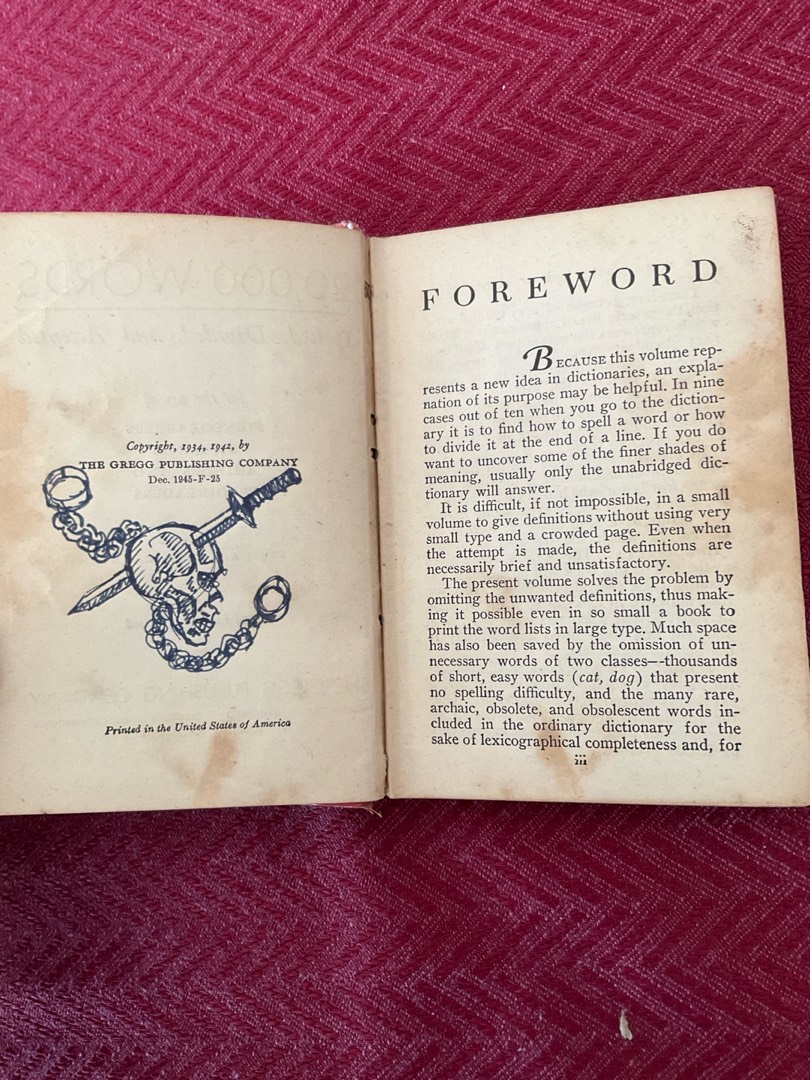 20,000 WORDS
Copyright, 1934, 1942, by
THE GREGG PUBLISHING COMPANY
Dec. 1945-F-25
Printed in the United States of America
FOREWORD
BECAUSE this volume rep-
resents a new idea in dictionaries, an expla-
nation of its purpose may be helpful. In nine
cases out of ten when you go to the diction-
ary it is to find how to spell a word or how
to divide it at the end of a line. If you do
want to uncover some of the finer shades of
meaning, usually only the unabridged dic-
tionary will answer.
It is difficult, if not impossible, in a small
volume to give definitions without using very
small type and a crowded page. Even when
the attempt is made, the definitions are
necessarily brief and unsatisfactory.
The present volume solves the problem by
omitting the unwanted definitions, thus mak-
ing it possible even in so small a book to
print the word lists in large type. Much space
has also been saved by the omission of un-
necessary words of two classes--thousands
of short, easy words (cat, dog) that present
no spelling difficulty, and the many rare,
archaic, obsolete, and obsolescent words in-
cluded in the ordinary dictionary for the
sake of lexicographical completeness and, for
iii